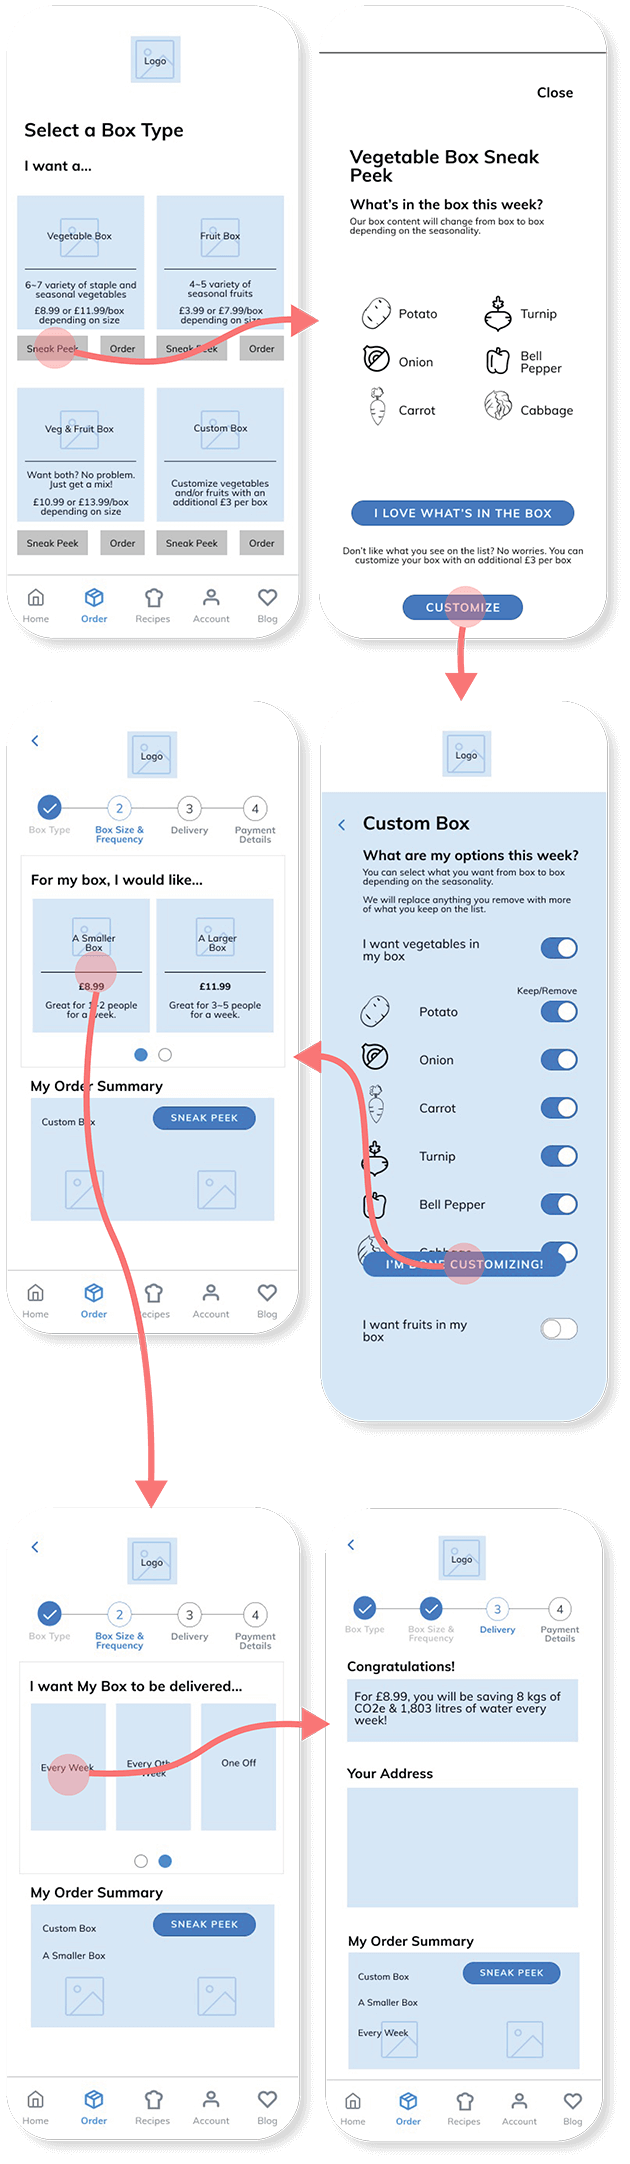 Logo
Select a Box Type
I want a...
Vegetable Box
6~7 variety of staple and
seasonal vegetables
£8.99 or £11.99/box
depending on size
Fruit Box
4~5 variety of
seasonal fruits
£3.99 or £7.99/box
depending on size
Sneak Peek
Order
Sneak Peek
Order
Veg & Fruit Box
Want both? No problem.
Just get a mix!
£10.99 or £13.99/box
depending on size
Custom Box
Customize vegetables
and/or fruits with an
additional £3 per box
Sneak Peek
Order
Sneak Peek
Order
Home
Order
Recipes
Account
Blog
Close
Vegetable Box Sneak
Peek
What's in the box this week?
Our box content will change from box to box
depending on the seasonality.
Potato
Turnip
Onion
Bell
Pepper
Carrot
Cabbage
I LOVE WHAT'S IN THE BOX
Don't like what you see on the list? No worries. You can
customize your box with an additional £3 per box
CUSTOMIZE
Logo
2
3
4
Box Type
Box Size &
Frequency
Delivery
Payment
Details
For my box, I would like...
A Smaller
Box
£8.99
Great for 1~2 people
for a week.
A Larger
Box
£11.99
Great for 3~5 people
for a week.
My Order Summary
Custom Box
SNEAK PEEK
Home
Order
Recipes
Account
Blog
Logo
Custom Box
What are my options this week?
You can select what you want from box to box
depending on the seasonality.
We will replace anything you remove with more
of what you keep on the list.
I want vegetables in
my box
Keep/Remove
Potato
Onion
Carrot
Turnip
Bell Pepper
Cabbage
I'M DONE CUSTOMIZING!
I want fruits in my
box
Logo
2
3
4
Box Type
Box Size &
Frequency
Delivery
Payment
Details
I want My Box to be delivered...
Every Week
Every Other
Week
One Off
My Order Summary
Custom Box
SNEAK PEEK
A Smaller Box
Home
Order
Recipes
Account
Blog
Logo
3
4
Box Type
Box Size &
Frequency
Delivery
Payment
Details
Congratulations!
For £8.99, you will be saving 8 kgs of
CO2e & 1,803 litres of water every
week!
Your Address
My Order Summary
Custom Box
SNEAK PEEK
A Smaller Box
Every Week
Home
Order
Recipes
Account
Blog